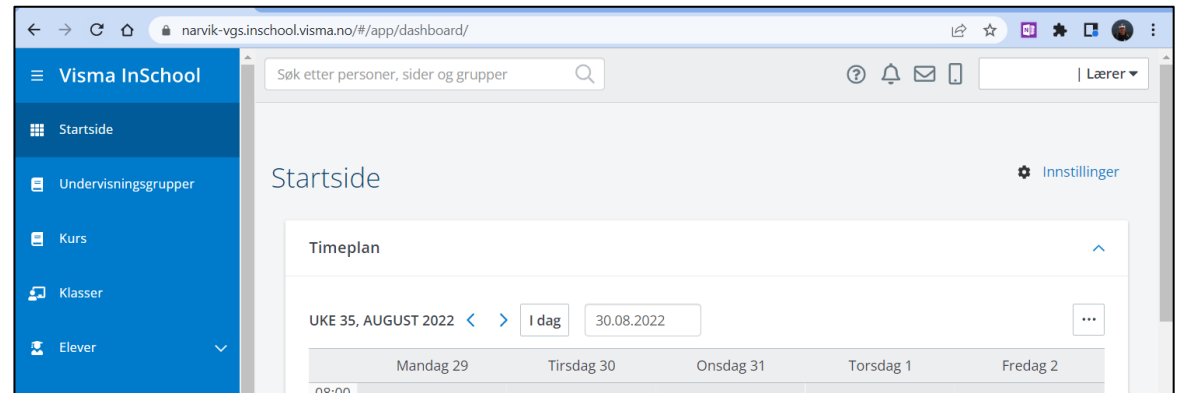 narvik-vgs.inschool.visma.no/#/app/dashboard/
Visma InSchool
Søk etter personer, sider og grupper
| Lærer
Startside
Undervisningsgrupper
Kurs
Klasser
Elever
Startside
Innstillinger
Timeplan
UKE 35, AUGUST 2022
I dag
30.08.2022
Mandag 29 Tirsdag 30 Onsdag 31 Torsdag 1 Fredag 2
08:00